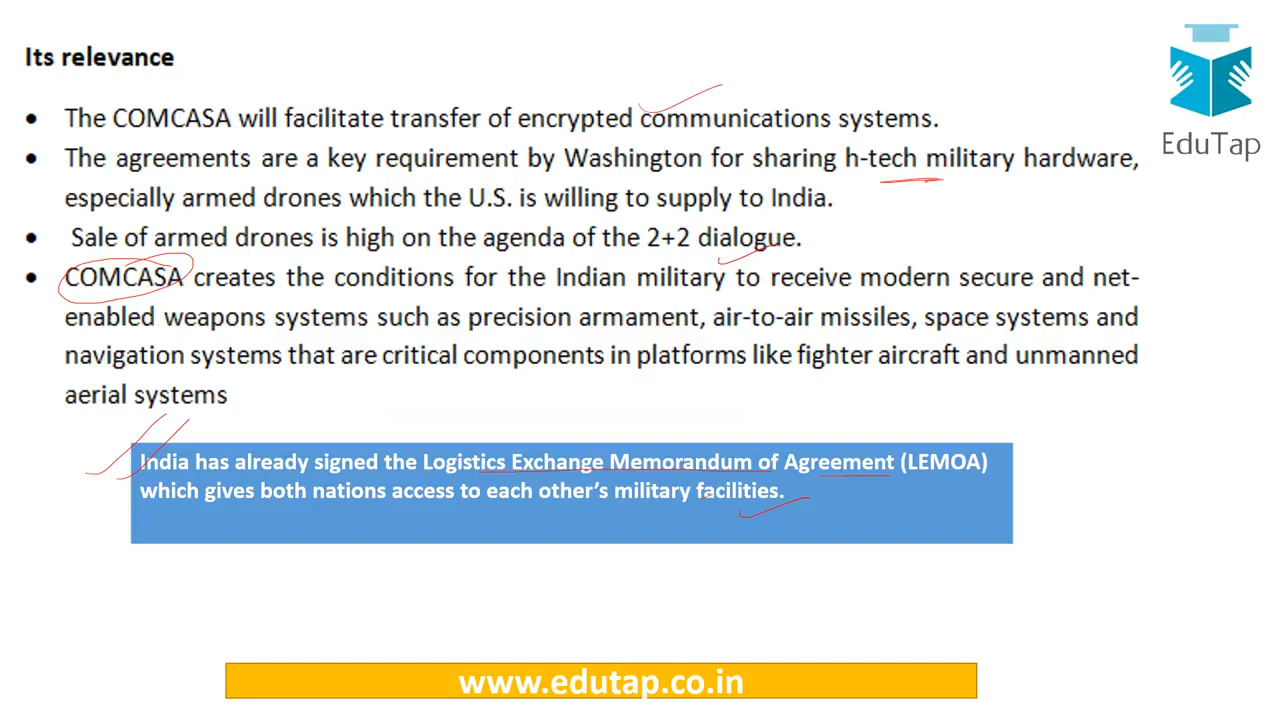 Its relevance
EduTap
• The COMCASA will facilitate transfer of encrypted communications systems.
• The agreements are a key requirement by Washington for sharing h-tech military hardware,
especially armed drones which the U.S. is willing to supply to India.
• Sale of armed drones is high on the agenda of the 2+2 dialogue.
• COMCASA creates the conditions for the Indian military to receive modern secure and net-
enabled weapons systems such as precision armament, air-to-air missiles, space systems and
navigation systems that are critical components in platforms like fighter aircraft and unmanned
aerial systems
India has already signed the Logistics Exchange Memorandum of Agreement (LEMOA)
which gives both nations access to each other’s military facilities.
www.edutap.co.in